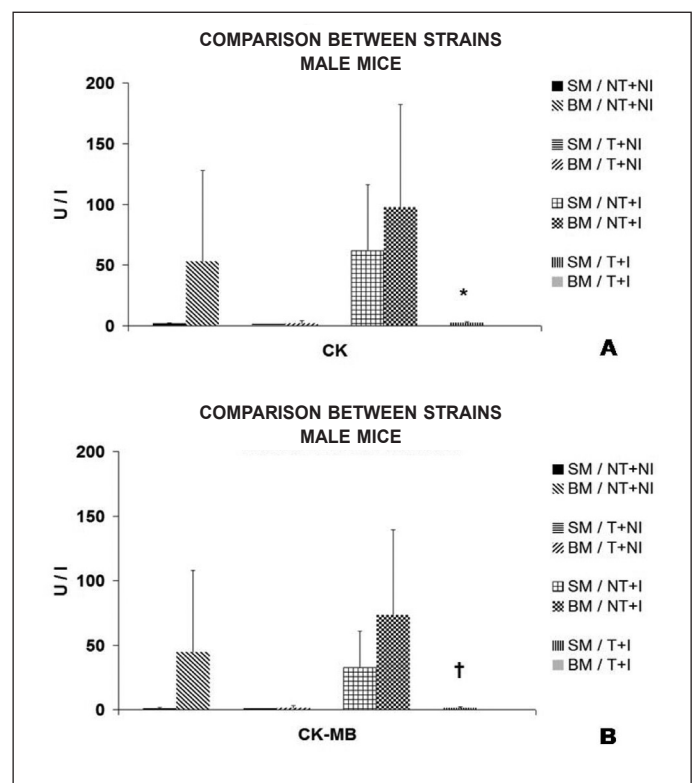 COMPARISON BETWEEN STRAINS
MALE MICE
200
150
100
50
0
U / l
CK
*
SM / NT+NI
BM / NT+NI
SM / T+NI
BM / T+NI
SM / NT+I
BM / NT+I
SM / T+I
BM / T+I
A
COMPARISON BETWEEN STRAINS
MALE MICE
200
150
100
50
0
U / l
CK-MB
†
SM / NT+NI
BM / NT+NI
SM / T+NI
BM / T+NI
SM / NT+I
BM / NT+I
SM / T+I
BM / T+I
B